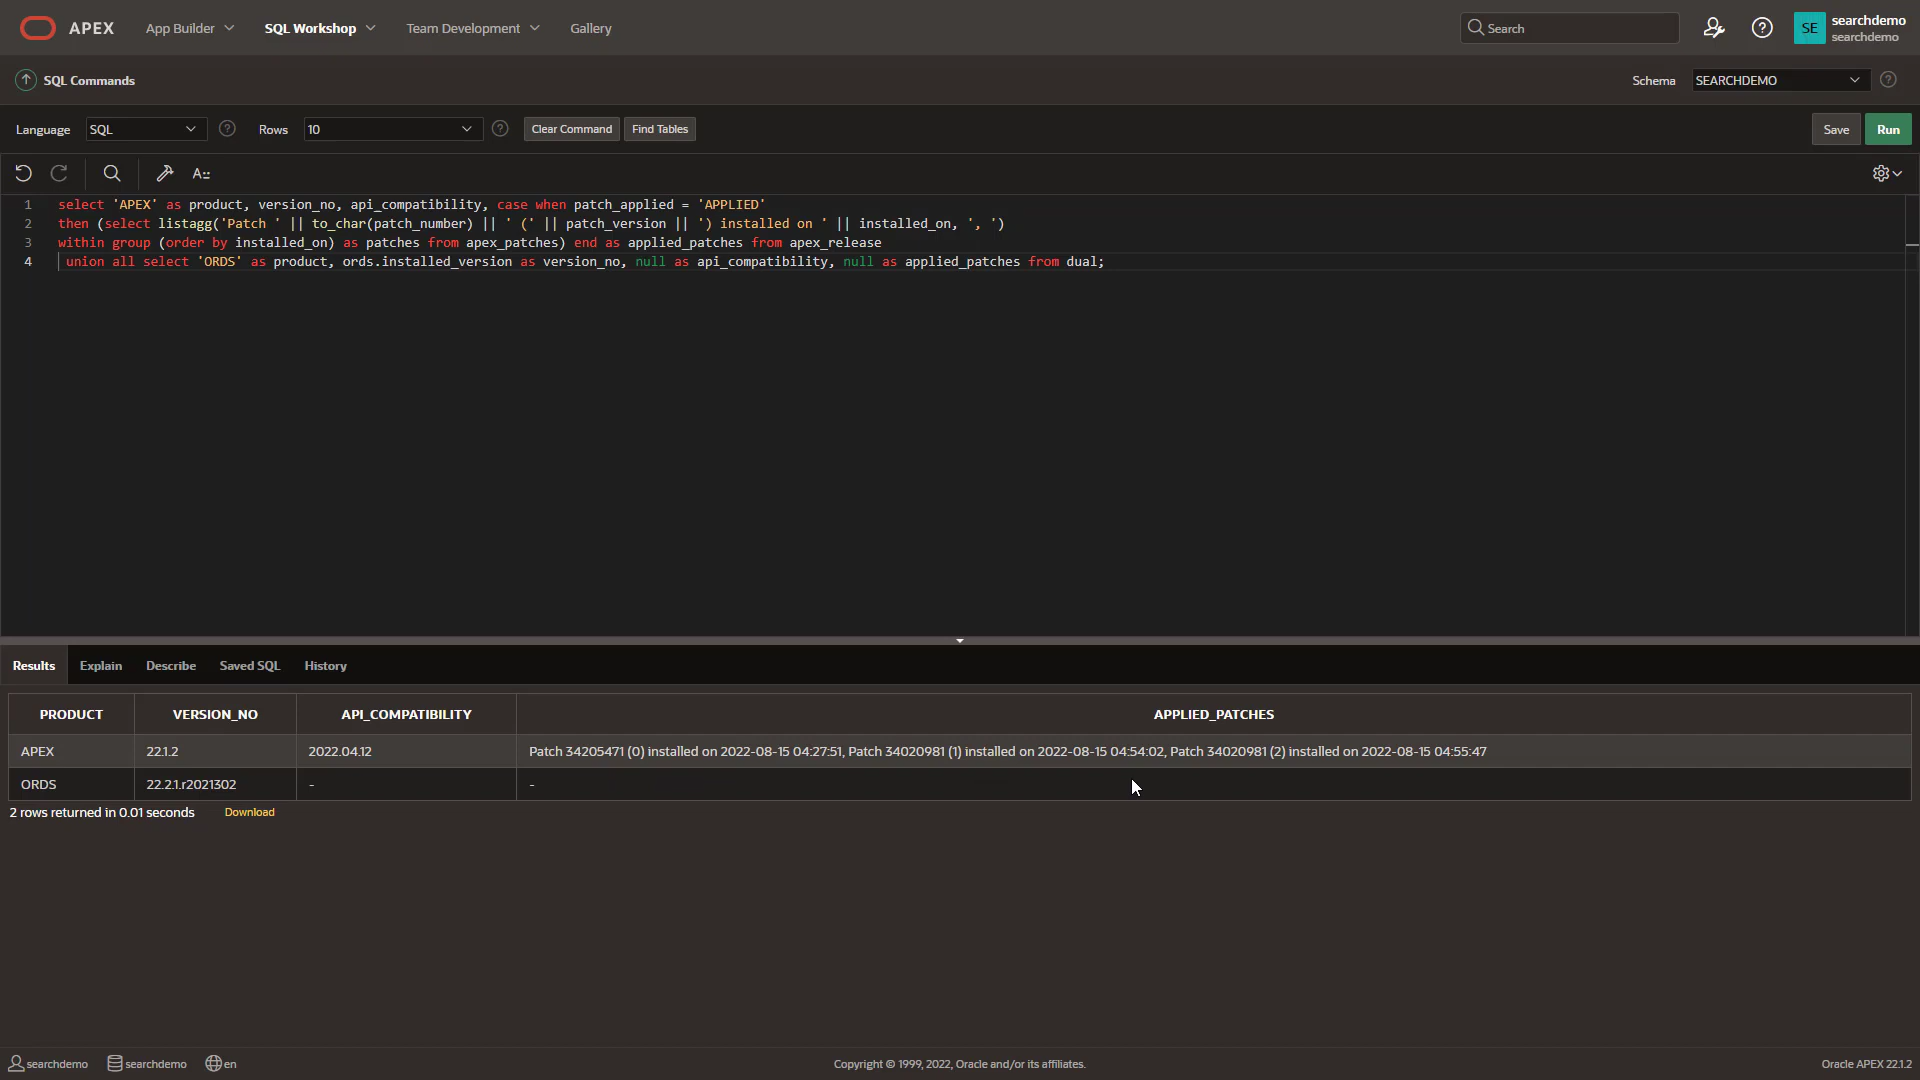 APEX App Builder SQL Workshop Team Development Gallery Search SE searchdemo
searchdemo
SQL Commands Schema SEARCHDEMO
Language SQL Rows 10 Clear Command Find Tables Save Run
A::
1 select 'APEX' as product, version_no, api_compatibility, case when patch_applied = 'APPLIED'
2 then (select listagg('Patch ' || to_char(patch_number) || ' (' || patch_version || ') installed on ' || installed_on, ', ')
3 within group (order by installed_on) as patches from apex_patches) end as applied_patches from apex_release
4 union all select 'ORDS' as product, ords.installed_version as version_no, null as api_compatibility, null as applied_patches from dual;
Results Explain Describe Saved SQL History
PRODUCT VERSION_NO API_COMPATIBILITY APPLIED_PATCHES
APEX 22.1.2 2022.04.12 Patch 34205471 (0) installed on 2022-08-15 04:27:51, Patch 34020981 (1) installed on 2022-08-15 04:54:02, Patch 34020981 (2) installed on 2022-08-15 04:55:47
ORDS 22.2.1.r2021302 - -
2 rows returned in 0.01 seconds Download
searchdemo searchdemo en Copyright © 1999, 2022, Oracle and/or its affiliates. Oracle APEX 22.1.2